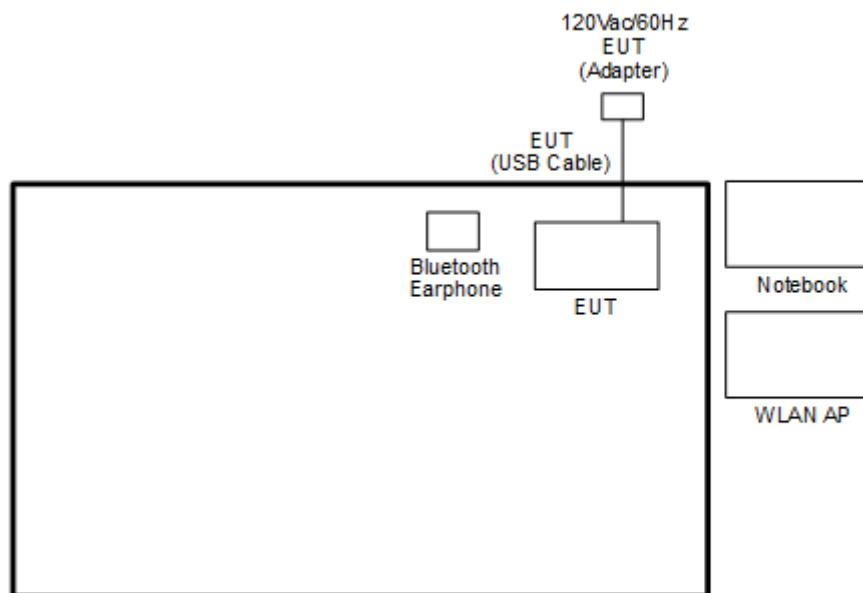 120Vac/60Hz
EUT
(Adapter)
EUT
(USB Cable)
Bluetooth
Earphone
EUT
Notebook
WLAN AP